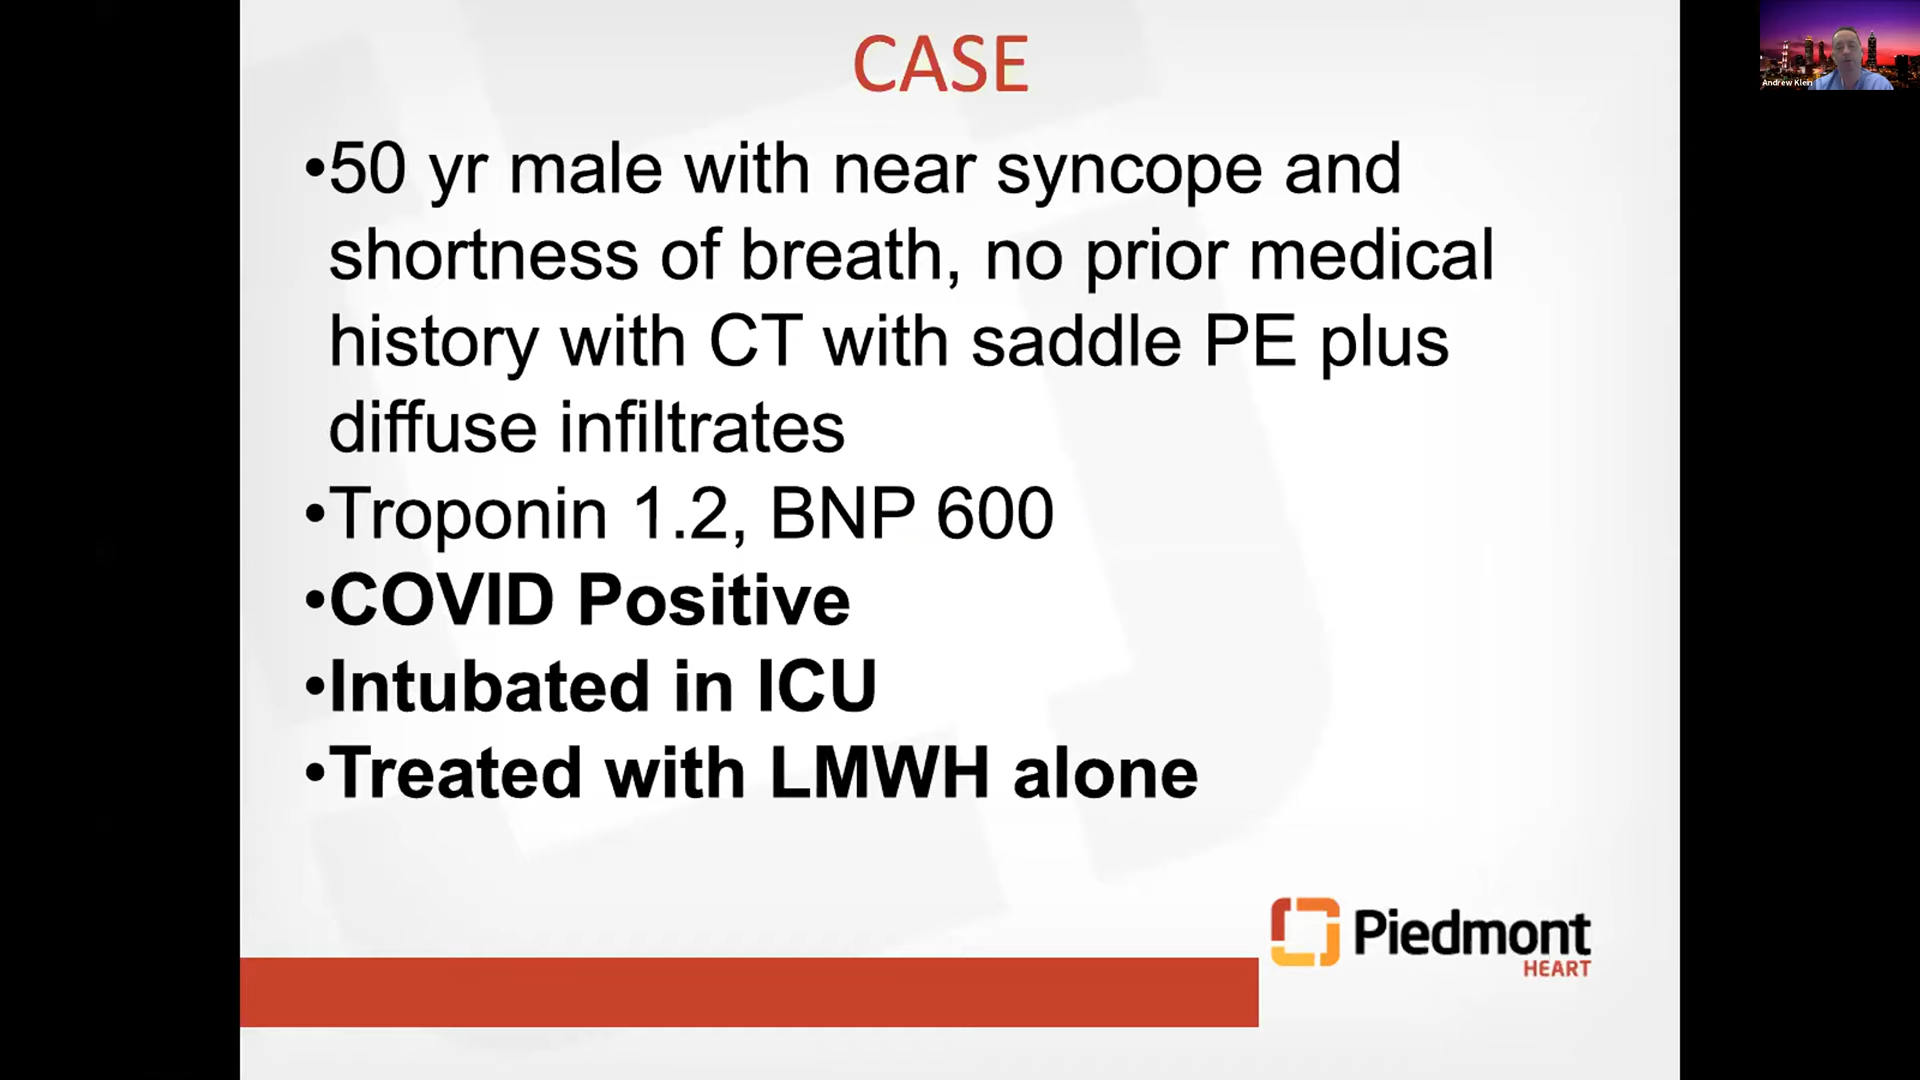 CASE
Andrew Klein
•50 yr male with near syncope and
shortness of breath, no prior medical
history with CT with saddle PE plus
diffuse infiltrates
•Troponin 1.2, BNP 600
•COVID Positive
•Intubated in ICU
•Treated with LMWH alone
Piedmont
HEART